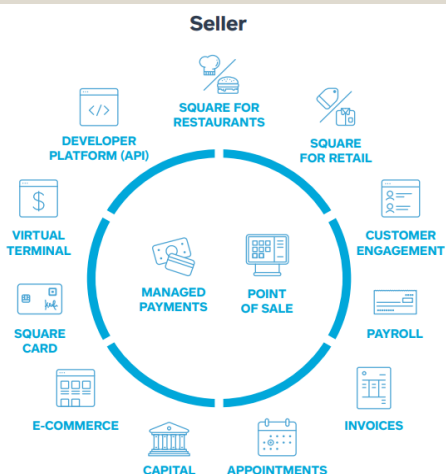 Seller
SQUARE FOR
RESTAURANTS
SQUARE
FOR RETAIL
CUSTOMER
ENGAGEMENT
PAYROLL
INVOICES
APPOINTMENTS
CAPITAL
E-COMMERCE
SQUARE
CARD
VIRTUAL
TERMINAL
DEVELOPER
PLATFORM (API)
MANAGED
PAYMENTS
POINT
OF SALE